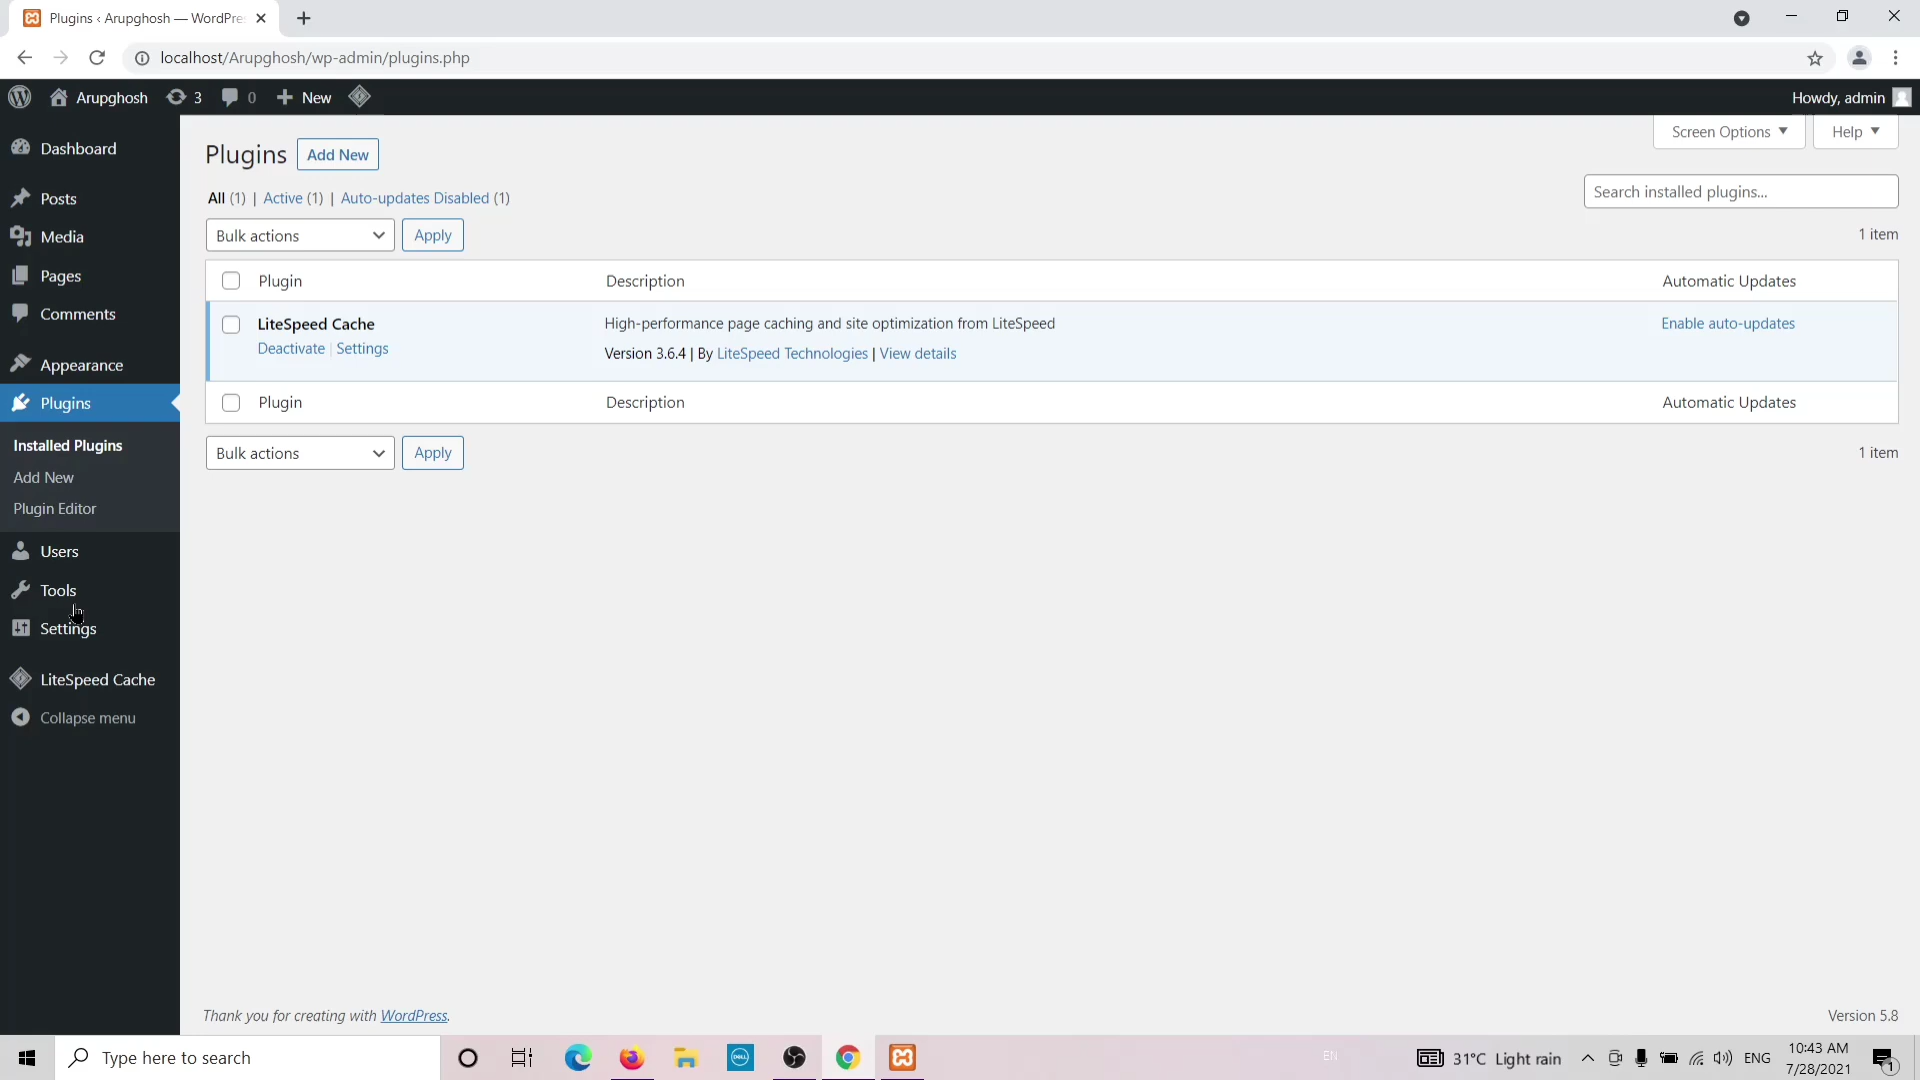 Plugins ‹ Arupghosh — WordPre
localhost/Arupghosh/wp-admin/plugins.php
Arupghosh 3 0 New Howdy, admin
Screen Options Help
Dashboard
Posts
Media
Pages
Comments
Appearance
Plugins
Installed Plugins
Add New
Plugin Editor
Users
Tools
Settings
LiteSpeed Cache
Collapse menu
Plugins Add New
All (1) | Active (1) | Auto-updates Disabled (1)
Search installed plugins...
Bulk actions Apply 1 item
Plugin Description Automatic Updates
LiteSpeed Cache High-performance page caching and site optimization from LiteSpeed Enable auto-updates
Deactivate | Settings Version 3.6.4 | By LiteSpeed Technologies | View details
Plugin Description Automatic Updates
Bulk actions Apply 1 item
Thank you for creating with WordPress. Version 5.8
Type here to search DELL EN 31°C Light rain ENG 10:43 AM
7/28/2021 1